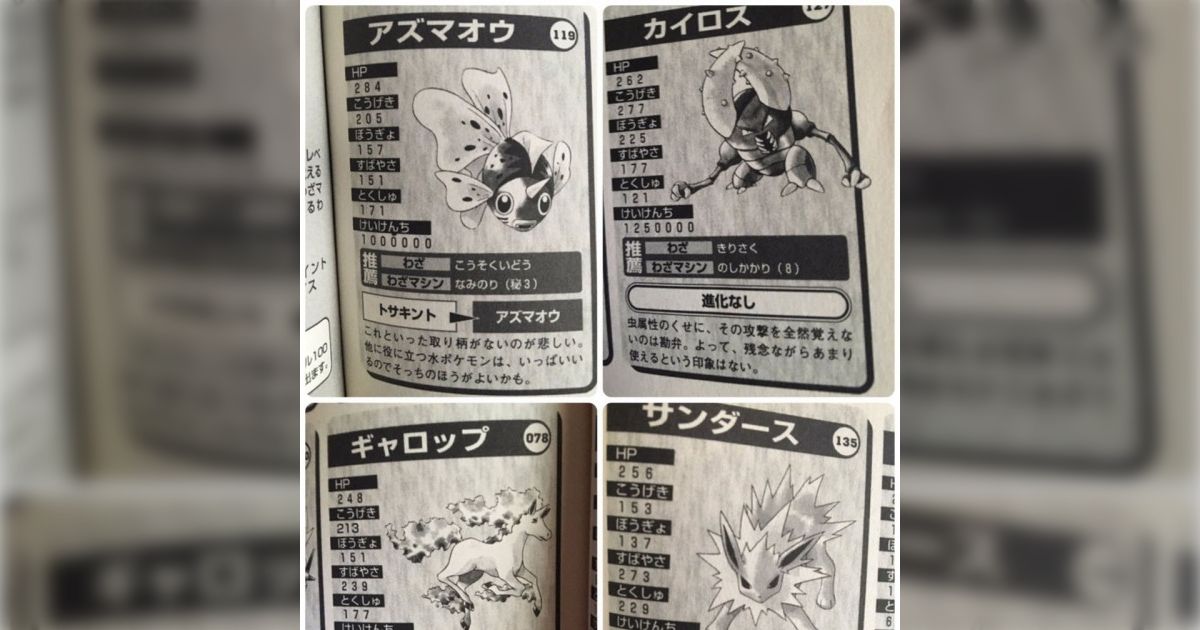 アズマオウ 119
HP
284
こうげき
205
ぼうぎょ
157
すばやさ
151
とくしゅ
171
けいけんち
1000000
推薦 わざ こうそくいどう
わざマシン なみのり(秘3)
トサキント アズマオウ
これといった取り柄がないのが悲しい。
他に役に立つ水ポケモンは、いっぱいい
るのでそっちのほうがよいかも。
カイロス 127
HP
262
こうげき
277
ぼうぎょ
225
すばやさ
177
とくしゅ
121
けいけんち
1250000
推薦 わざ きりさく
わざマシン のしかかり(8)
進化なし
虫属性のくせに、その攻撃を全然覚えな
いのは勘弁。よって、残念ながらあまり
使えるという印象はない。
ギャロップ 078
HP
248
こうげき
213
ぼうぎょ
151
すばやさ
239
とくしゅ
177
けいけんち
サンダース 135
HP
256
こうげき
153
ぼうぎょ
137
すばやさ
273
とくしゅ
229
けいけんち